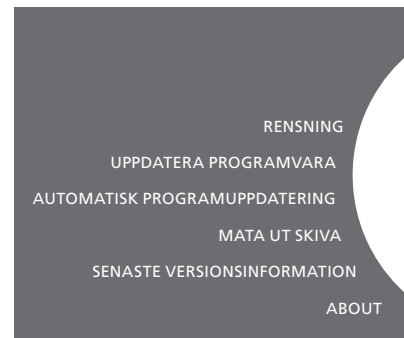 RENSNING
UPPDATERA PROGRAMVARA
AUTOMATISK PROGRAMUPPDATERING
MATA UT SKIVA
SENASTE VERSIONSINFORMATION
ABOUT